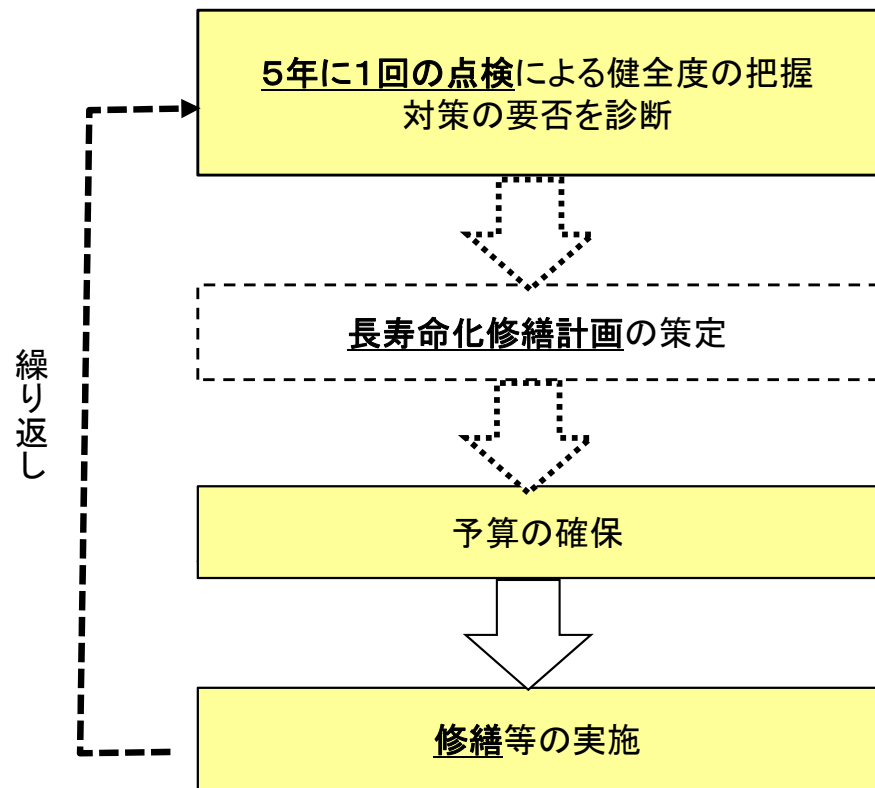 ５年に１回の点検による健全度の把握
対策の要否を診断
長寿命化修繕計画の策定
繰り返し
予算の確保
修繕等の実施